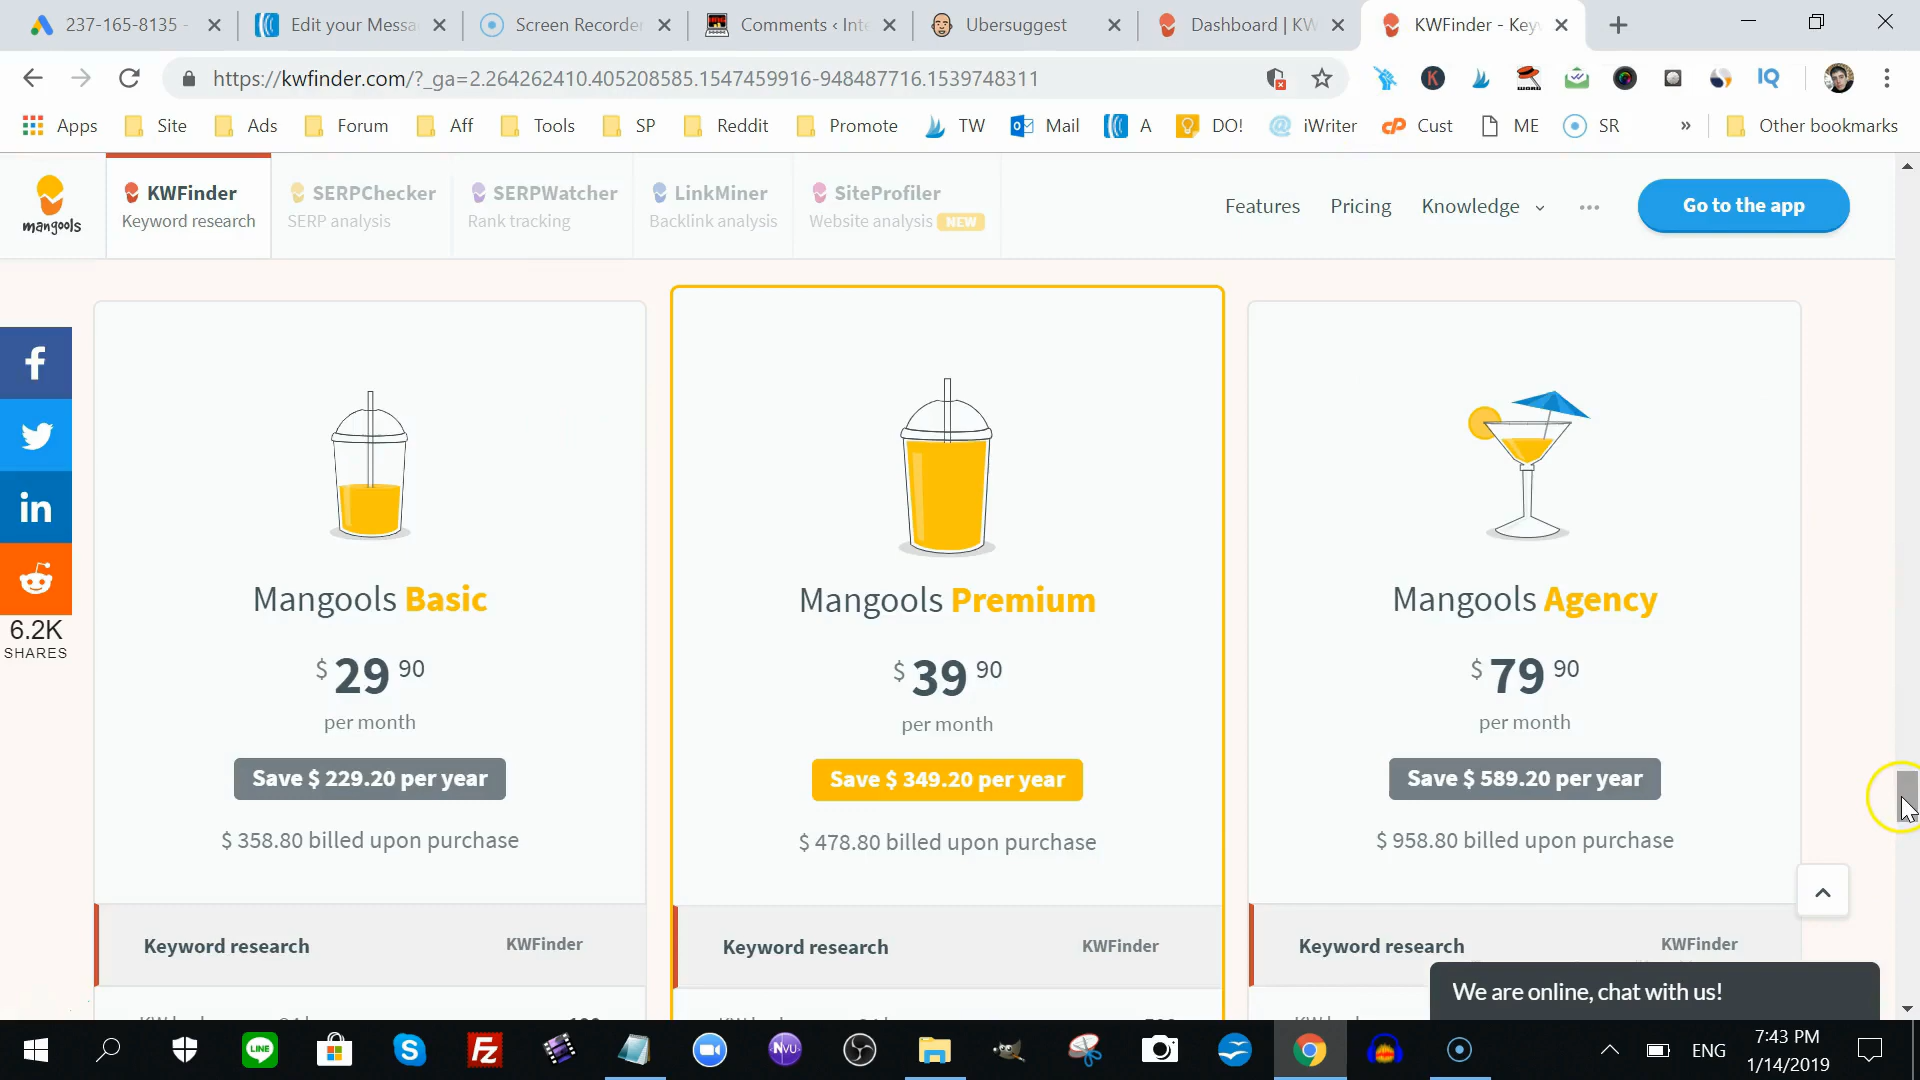 237-165-8135 -
Edit your Messa
Screen Recorder
Comments ‹ Inte
Ubersuggest
Dashboard | KW
KWFinder - Key
https://kwfinder.com/?_ga=2.264262410.405208585.1547459916-948487716.1539748311
Apps Site Ads Forum Aff Tools SP Reddit Promote TW Mail A DO! iWriter Cust ME SR » Other bookmarks
mangools
KWFinder
Keyword research
SERPChecker
SERP analysis
SERPWatcher
Rank tracking
LinkMiner
Backlink analysis
SiteProfiler
Website analysis NEW
Features Pricing Knowledge
Go to the app
6.2K
SHARES
Mangools Basic
$ 29 90
per month
Save $ 229.20 per year
$ 358.80 billed upon purchase
Keyword research KWFinder
Mangools Premium
$ 39 90
per month
Save $ 349.20 per year
$ 478.80 billed upon purchase
Keyword research KWFinder
Mangools Agency
$ 79 90
per month
Save $ 589.20 per year
$ 958.80 billed upon purchase
Keyword research KWFinder
We are online, chat with us!
ENG
7:43 PM
1/14/2019